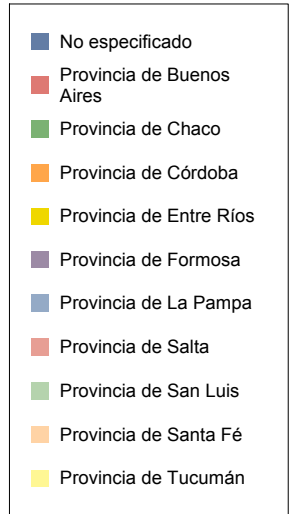 No especificado
Provincia de Buenos
Aires
Provincia de Chaco
Provincia de Córdoba
Provincia de Entre Ríos
Provincia de Formosa
Provincia de La Pampa
Provincia de Salta
Provincia de San Luis
Provincia de Santa Fé
Provincia de Tucumán